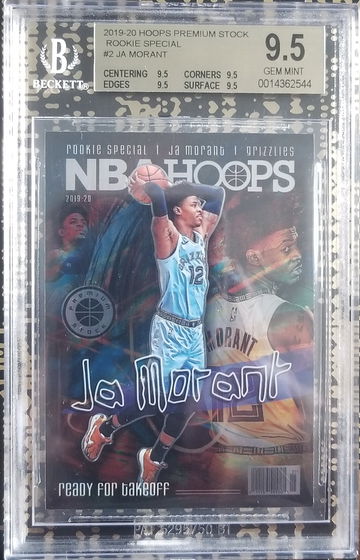 2019-20 HOOPS PREMIUM STOCK
ROOKIE SPECIAL
#2 JA MORANT
B
BECKETT
CENTERING 9.5 CORNERS 9.5
EDGES 9.5 SURFACE 9.5
9.5
GEM MINT
0014362544
rookie special | ja morant | grizzlies
NBA HOOPS
2019-20
12
Premium Stock
MORANT
Ja Morant
READY FOR TAKEOFF